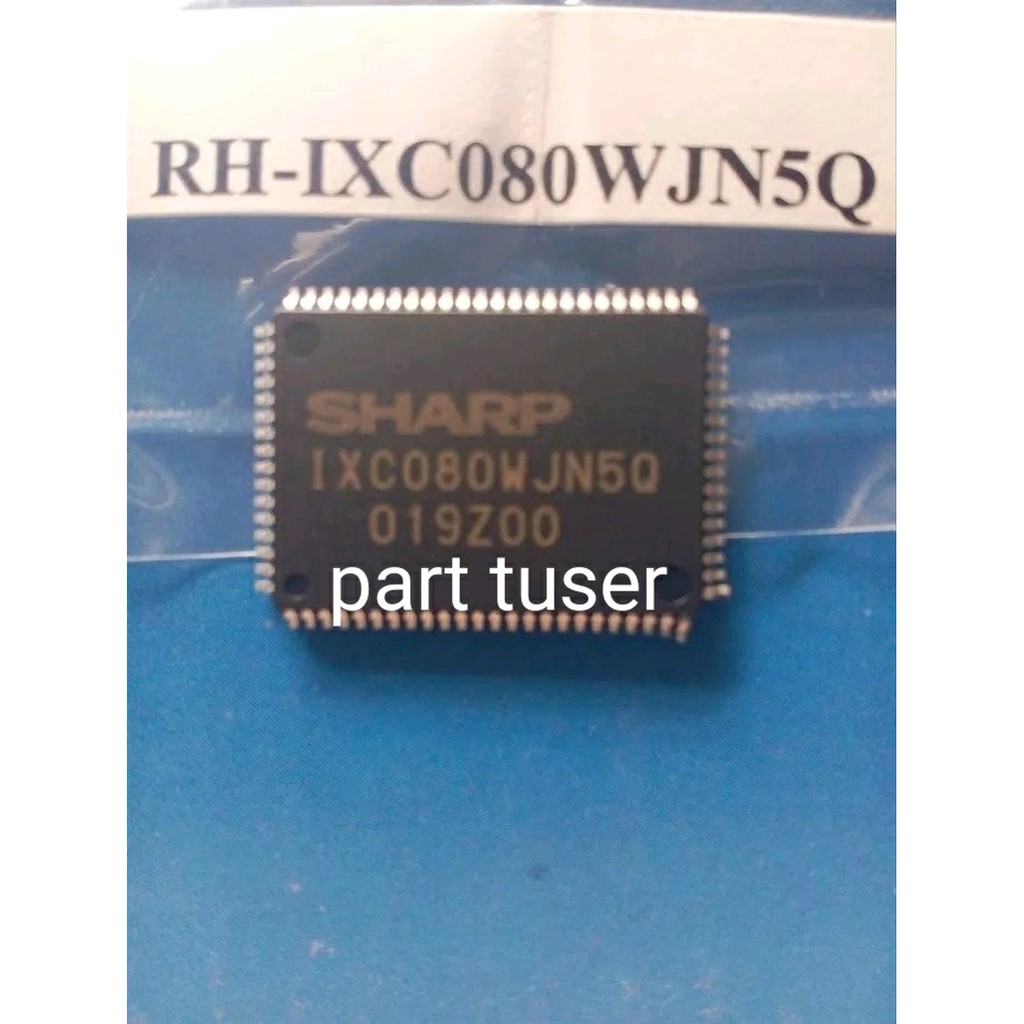 RH-IXC080WJN5Q
SHARP
IXC080WJN5Q
019Z00
part tuser